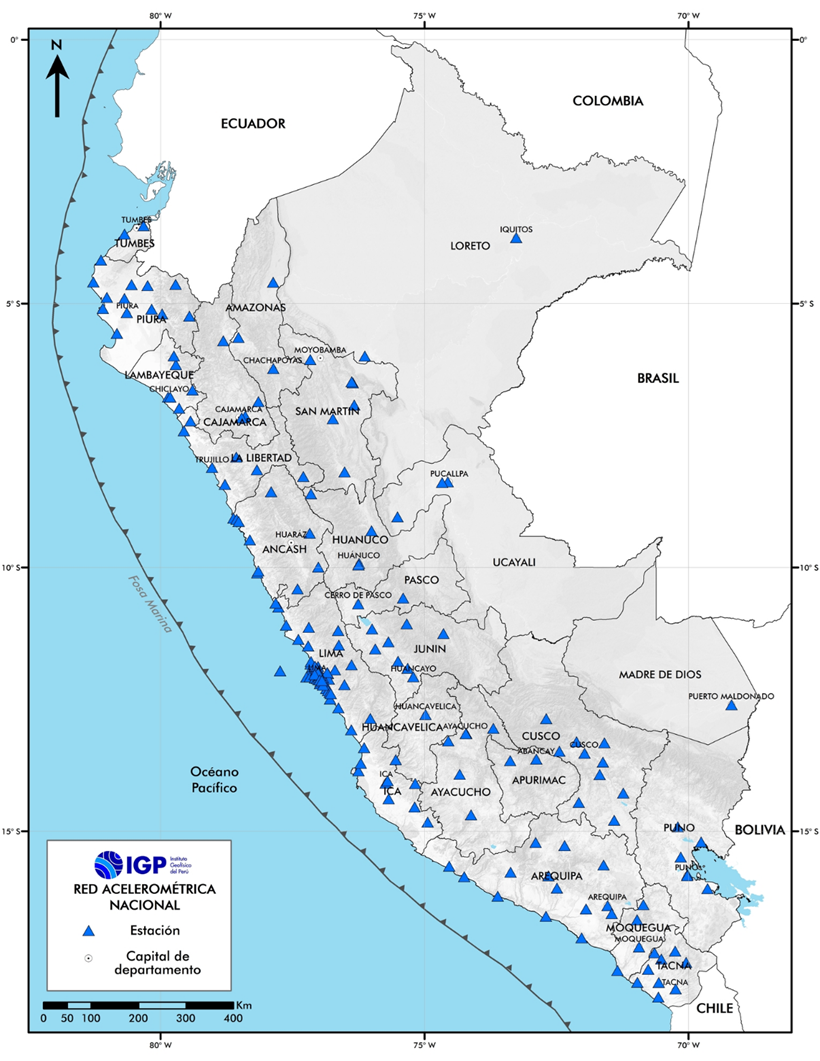 80° W
75° W
70° W
0°
0°
N
COLOMBIA
ECUADOR
TUMBES
IQUITOS
TUMBES
LORETO
5° S
5° S
PIURA
AMAZONAS
PIURA
MOYOBAMBA
CHACHAPOYAS
LAMBAYEQUE
BRASIL
CHICLAYO
CAJAMARCA
SAN MARTIN
CAJAMARCA
TRUJILLO
LA LIBERTAD
PUCALLPA
HUARAZ
HUANUCO
ANCASH
HUÁNUCO
UCAYALI
10° S
10° S
PASCO
Fosa Marina
CERRO DE PASCO
JUNIN
LIMA
LIMA
HUANCAYO
MADRE DE DIOS
PUERTO MALDONADO
HUANCAVELICA
HUANCAVELICA
AYACUCHO
CUSCO
CUSCO
ABANCAY
Océano
Pacífico
ICA
APURIMAC
ICA
AYACUCHO
PUNO
BOLIVIA
15° S
15° S
IGP
Instituto
Geofísico
del Perú
PUNO
AREQUIPA
RED ACELEROMÉTRICA
NACIONAL
AREQUIPA
Estación
MOQUEGUA
MOQUEGUA
Capital de
departamento
TACNA
TACNA
CHILE
Km
0 50 100 200 300 400
80° W
75° W
70° W